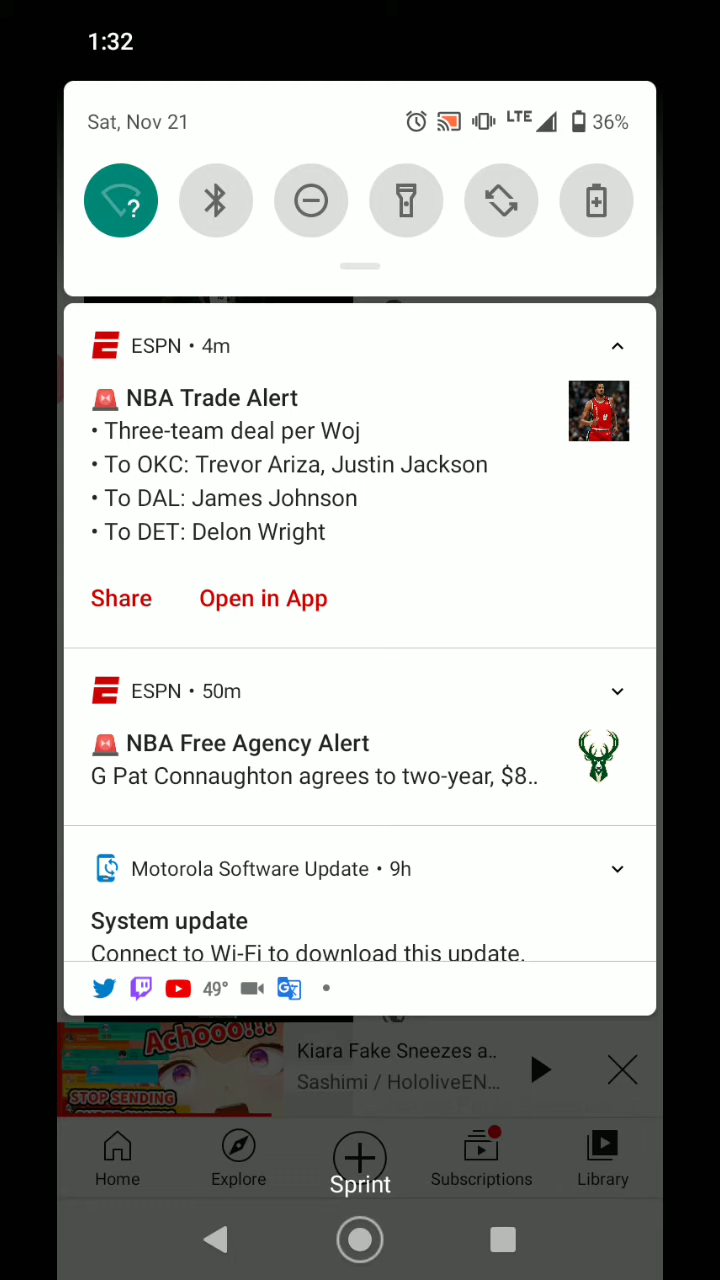 1:32
Sat, Nov 21
LTE
36%
ESPN • 4m
🚨 NBA Trade Alert
• Three-team deal per Woj
• To OKC: Trevor Ariza, Justin Jackson
• To DAL: James Johnson
• To DET: Delon Wright
Share Open in App
ESPN • 50m
🚨 NBA Free Agency Alert
G Pat Connaughton agrees to two-year, $8..
Motorola Software Update • 9h
System update
Connect to Wi-Fi to download this update.
49°
Achooo!!!
STOP SENDING
Kiara Fake Sneezes a..
Sashimi / HololiveEN...
Home Explore Subscriptions Library
Sprint